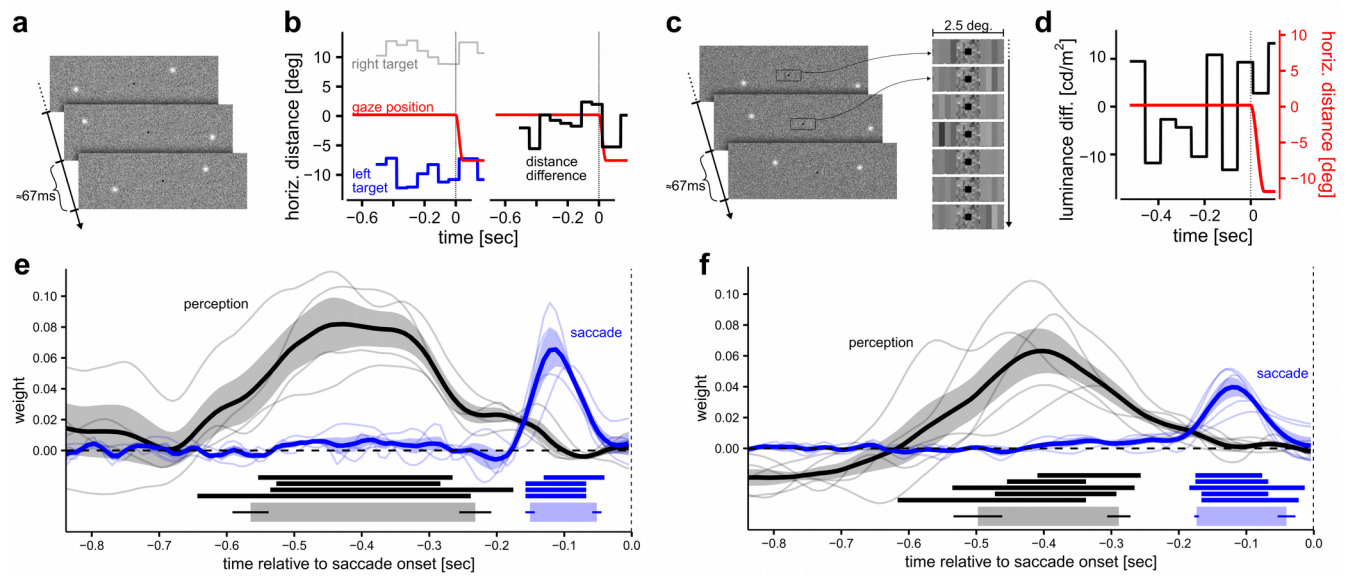 a
≈67ms
b
horiz. distance [deg]
10
5
0
−5
−10
right target
gaze position
left
target
distance
difference
−0.6
−0.2
0
−0.6
−0.2
0
time [sec]
c
2.5 deg.
≈67ms
d
luminance diff. [cd/m²]
10
0
−10
horiz. distance [deg]
10
5
0
−5
−10
−0.4
−0.2
0
time [sec]
e
weight
0.10
0.08
0.06
0.04
0.02
0.00
perception
saccade
−0.8
−0.7
−0.6
−0.5
−0.4
−0.3
−0.2
−0.1
0.0
time relative to saccade onset [sec]
f
weight
0.10
0.08
0.06
0.04
0.02
0.00
perception
saccade
−0.8
−0.7
−0.6
−0.5
−0.4
−0.3
−0.2
−0.1
0.0
time relative to saccade onset [sec]